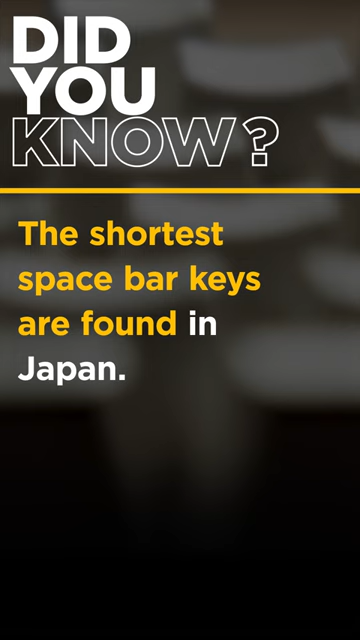 DID
YOU
KNOW?
The shortest
space bar keys
are found in
Japan.